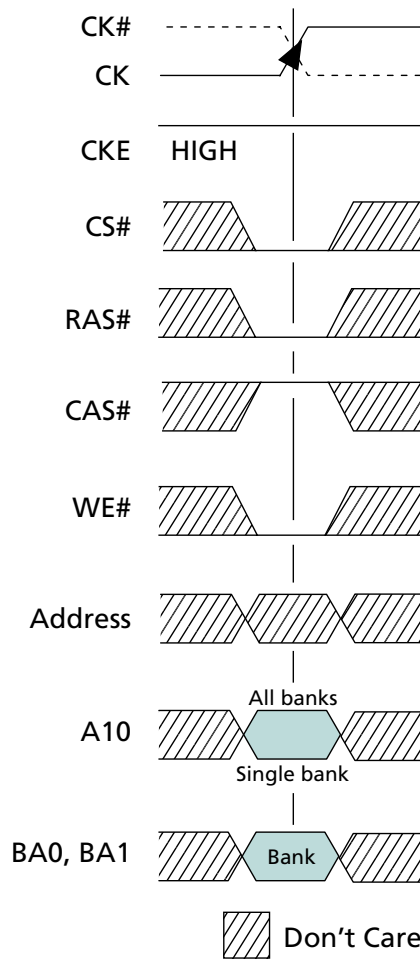 CK#
CK
CKE HIGH
CS#
RAS#
CAS#
WE#
Address
All banks
A10
Single bank
BA0, BA1 Bank
Don't Care